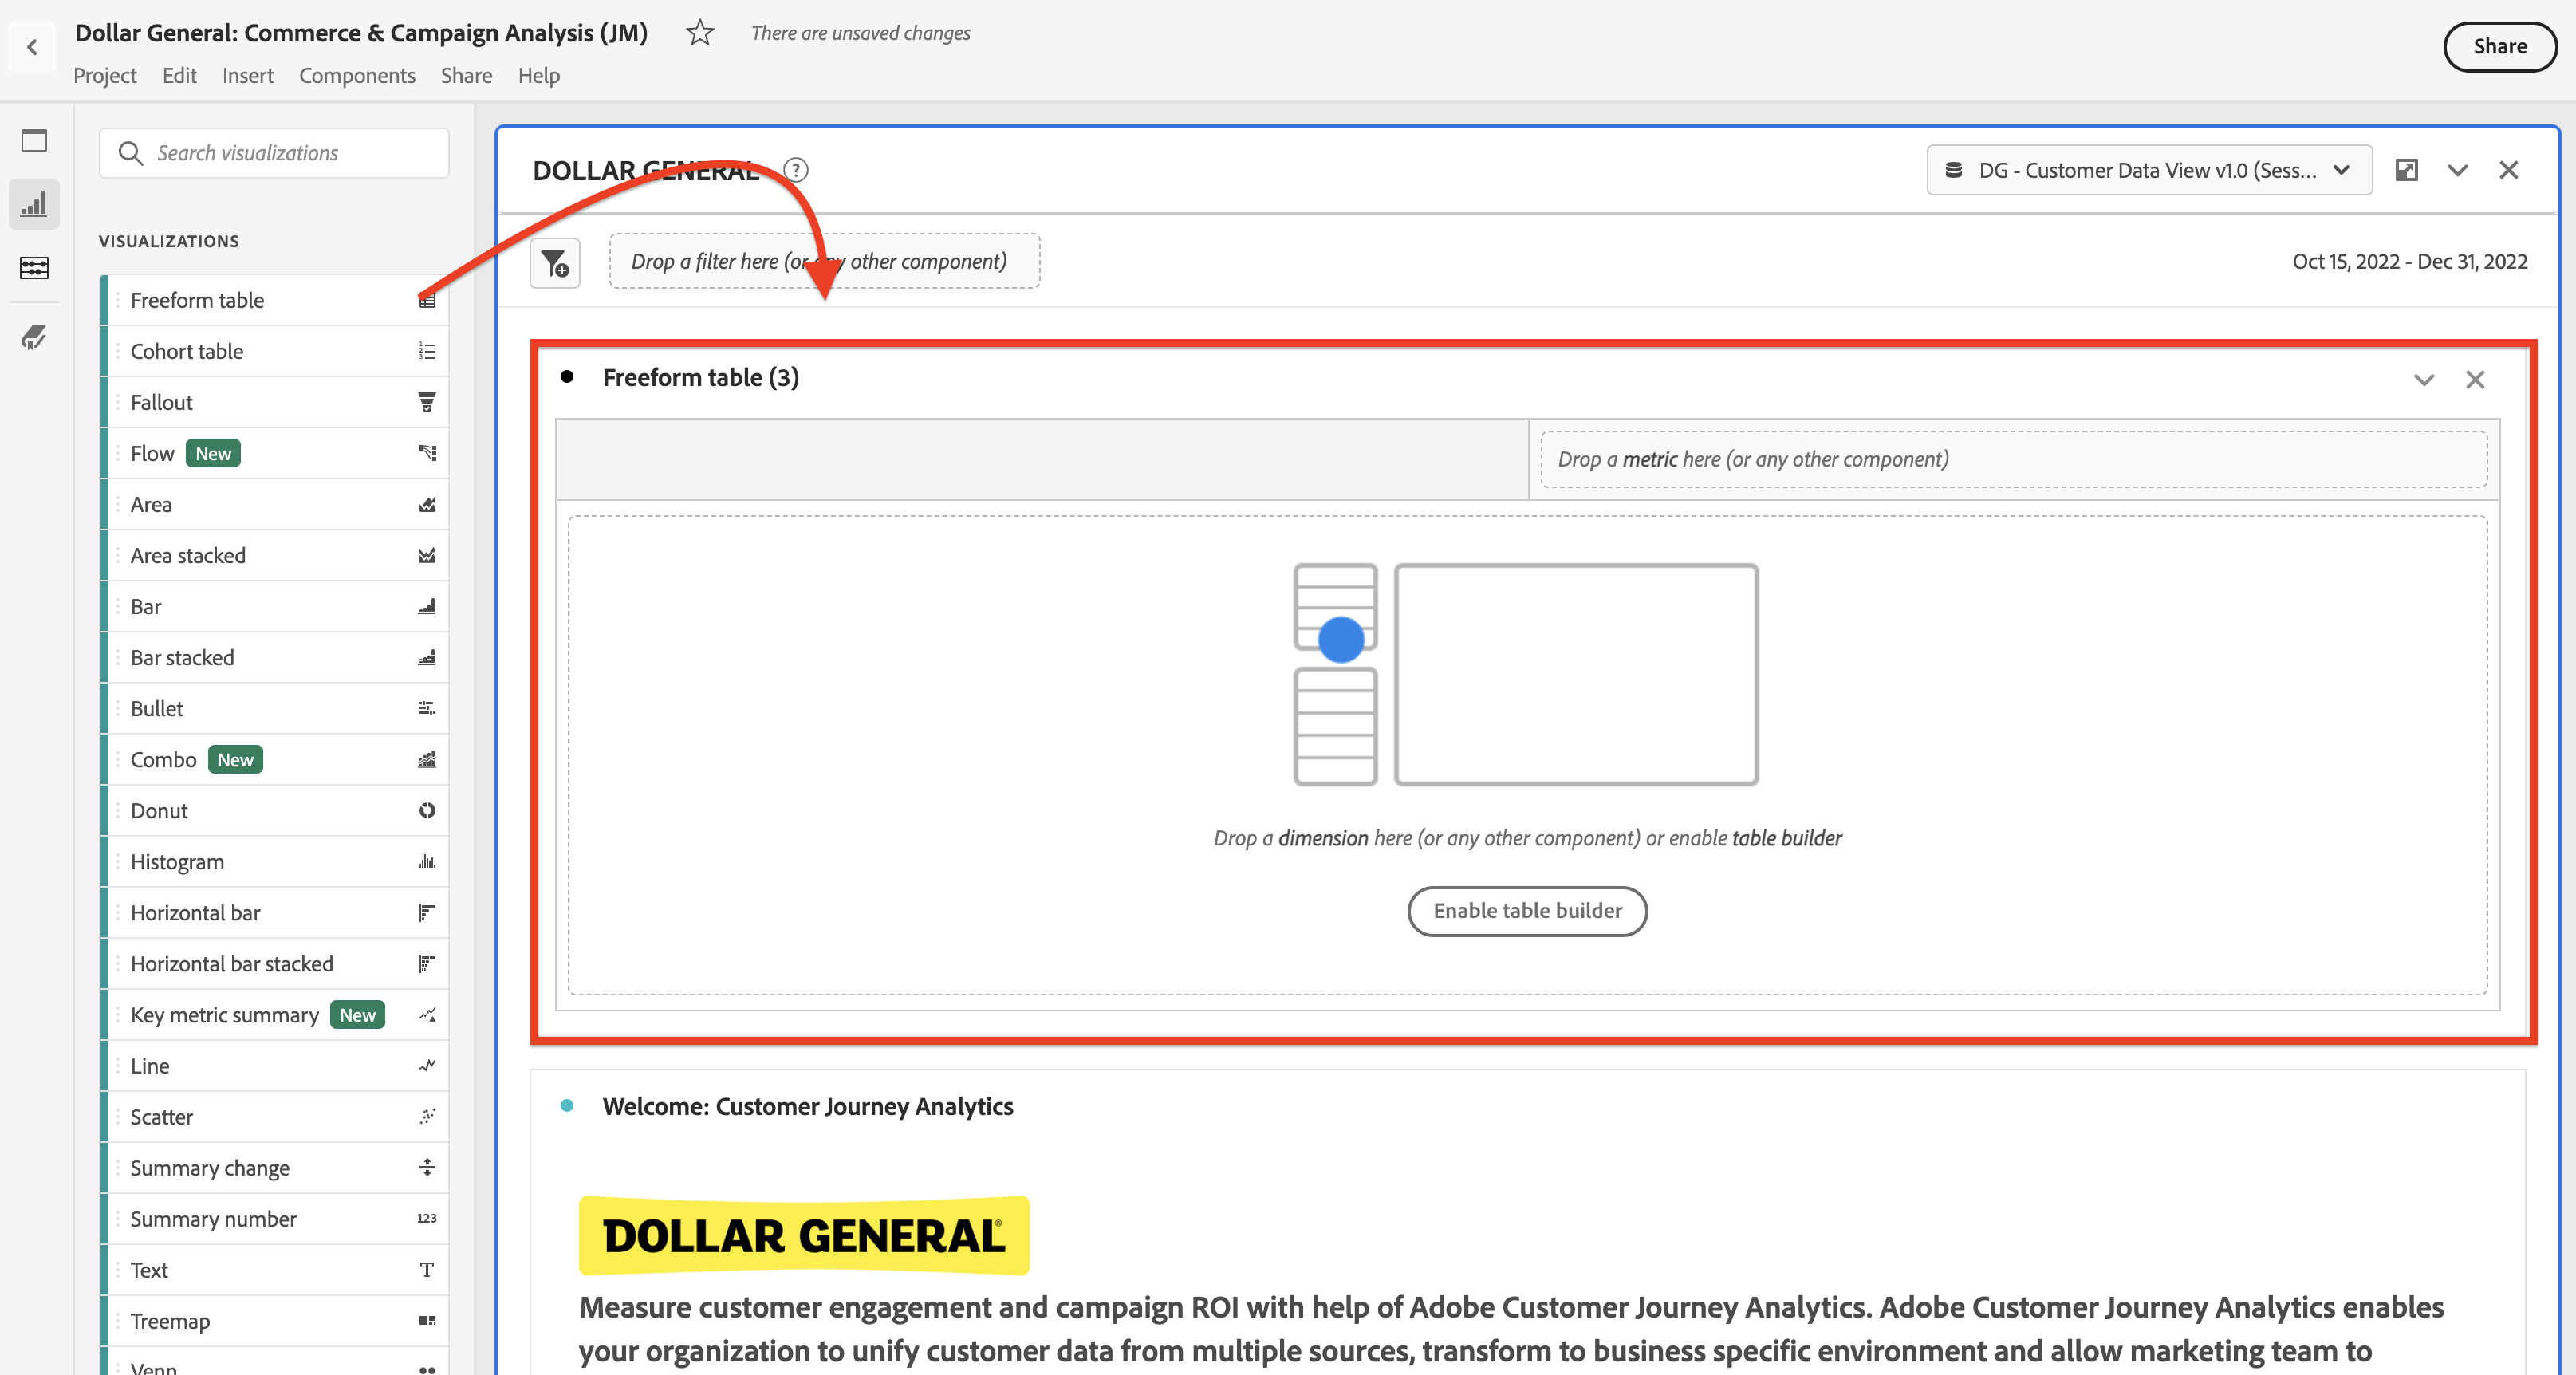 Dollar General: Commerce & Campaign Analysis (JM)
There are unsaved changes
Share
Project Edit Insert Components Share Help
Search visualizations
VISUALIZATIONS
Freeform table
Cohort table
Fallout
Flow New
Area
Area stacked
Bar
Bar stacked
Bullet
Combo New
Donut
Histogram
Horizontal bar
Horizontal bar stacked
Key metric summary New
Line
Scatter
Summary change
Summary number 123
Text
Treemap
Venn
DOLLAR GENERAL ?
DG - Customer Data View v1.0 (Sess...
Drop a filter here (or any other component)
Oct 15, 2022 - Dec 31, 2022
Freeform table (3)
Drop a metric here (or any other component)
Drop a dimension here (or any other component) or enable table builder
Enable table builder
Welcome: Customer Journey Analytics
DOLLAR GENERAL®
Measure customer engagement and campaign ROI with help of Adobe Customer Journey Analytics. Adobe Customer Journey Analytics enables
your organization to unify customer data from multiple sources, transform to business specific environment and allow marketing team to